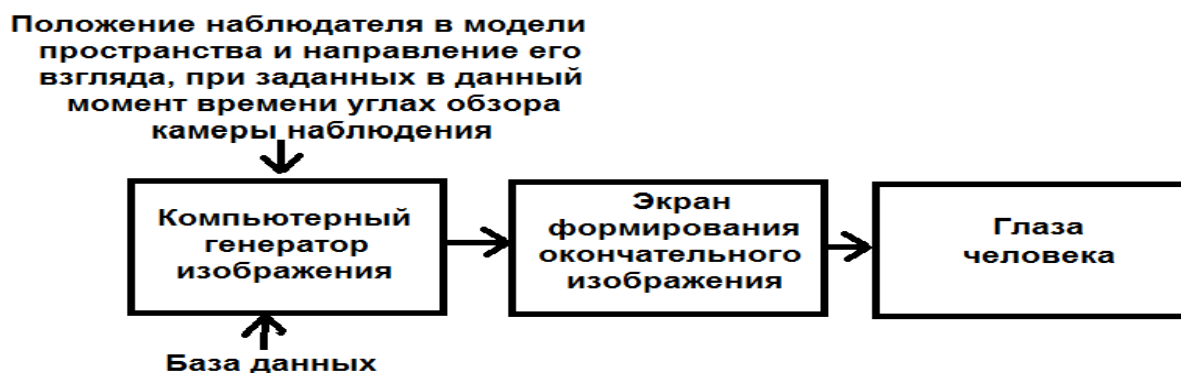 Положение наблюдателя в модели
пространства и направление его
взгляда, при заданных в данный
момент времени углах обзора
камеры наблюдения
Компьютерный
генератор
изображения
Экран
формирования
окончательного
изображения
Глаза
человека
База данных